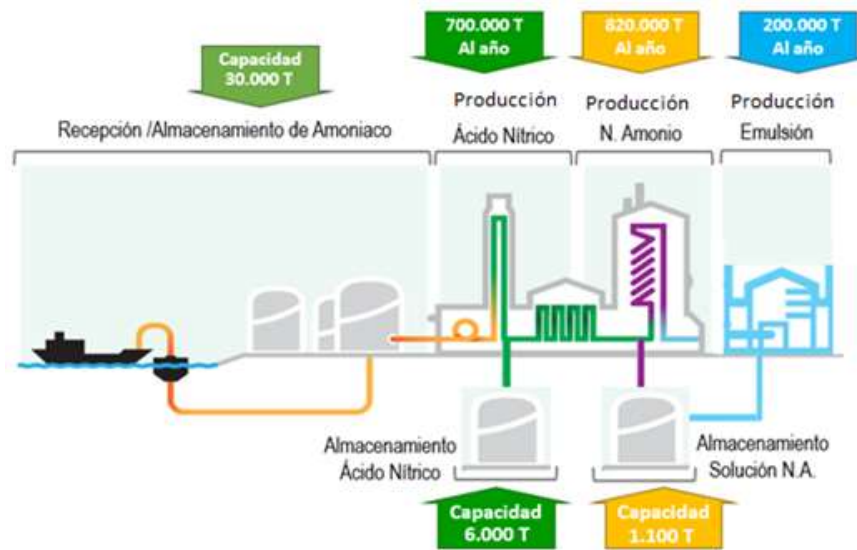 Capacidad
30.000 T
700.000 T
Al año
820.000 T
Al año
200.000 T
Al año
Recepción /Almacenamiento de Amoniaco
Producción
Ácido Nítrico
Producción
N. Amonio
Producción
Emulsión
Almacenamiento
Ácido Nítrico
Almacenamiento
Solución N.A.
Capacidad
6.000 T
Capacidad
1.100 T